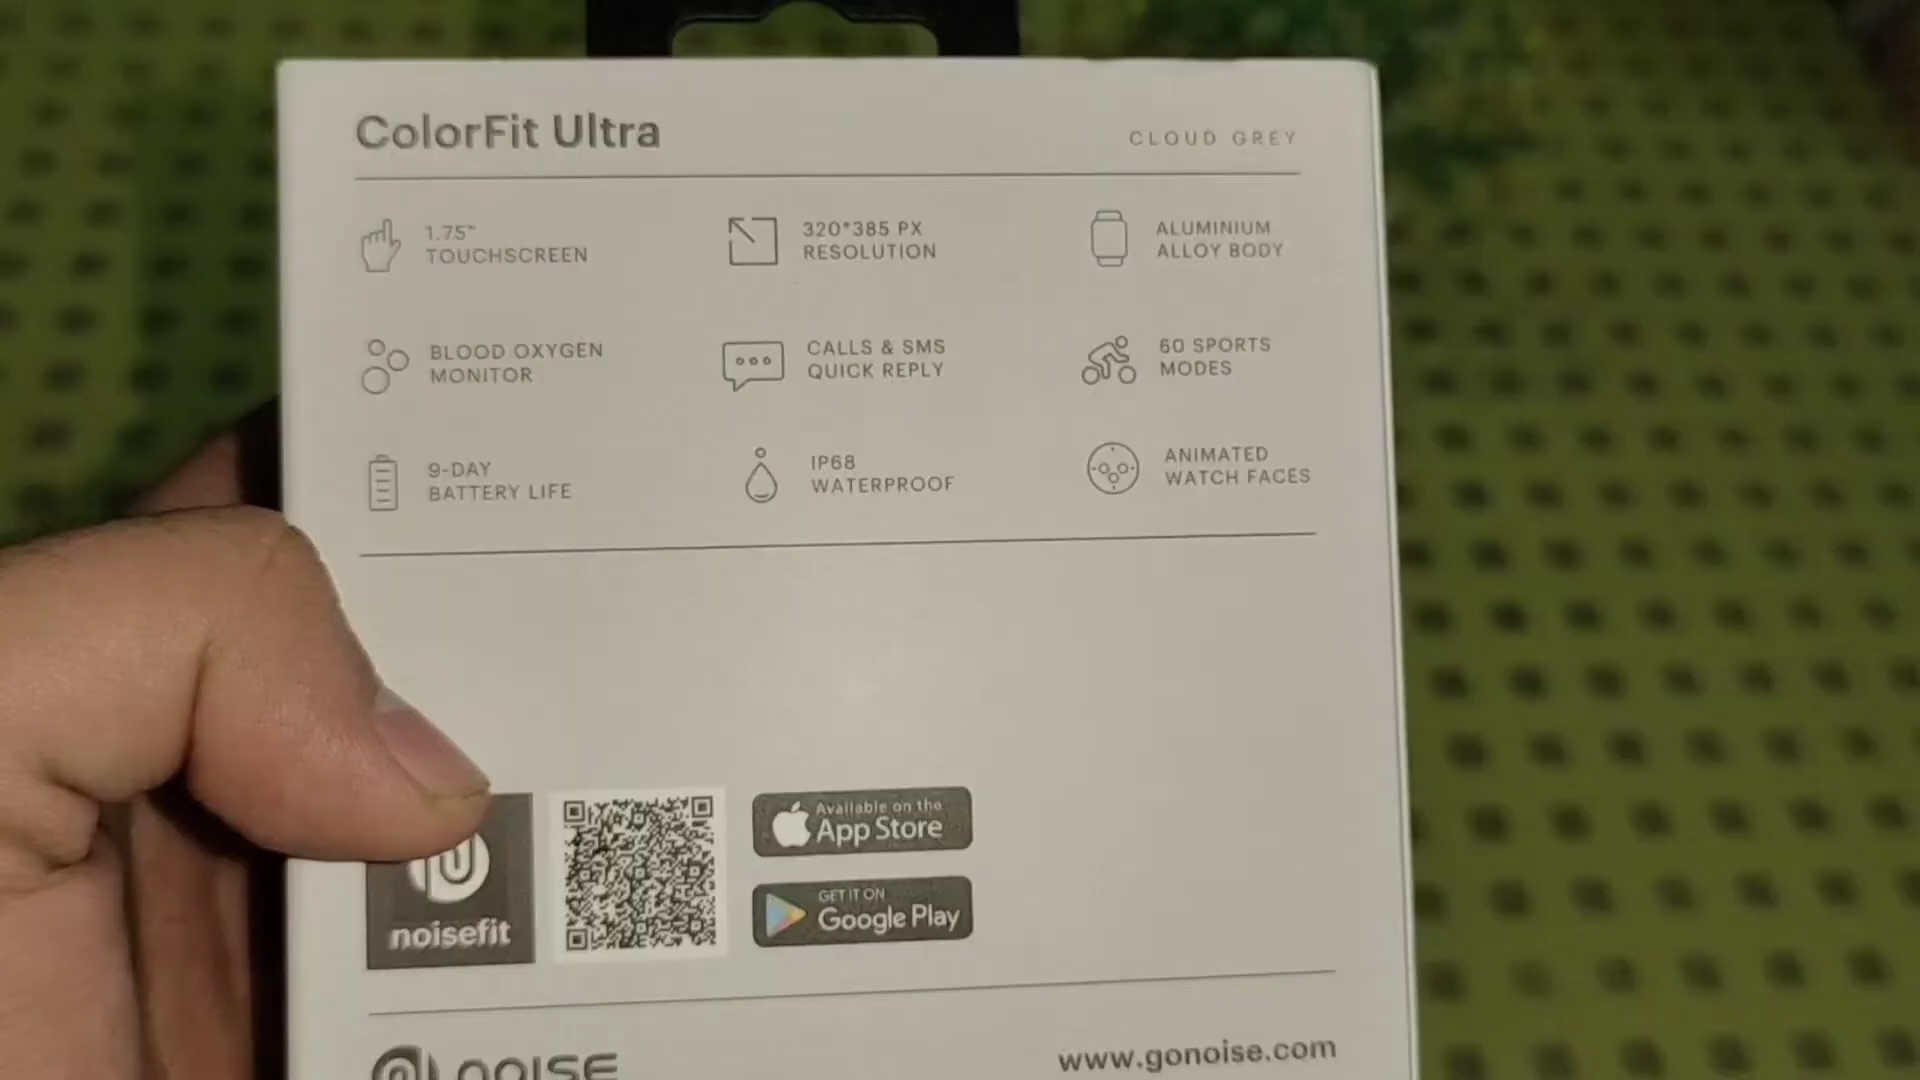 ColorFit Ultra
CLOUD GREY
1.75"
TOUCHSCREEN
320*385 PX
RESOLUTION
ALUMINIUM
ALLOY BODY
BLOOD OXYGEN
MONITOR
CALLS & SMS
QUICK REPLY
60 SPORTS
MODES
9-DAY
BATTERY LIFE
IP68
WATERPROOF
ANIMATED
WATCH FACES
noisefit
Available on the
App Store
GET IT ON
Google Play
noise
www.gonoise.com